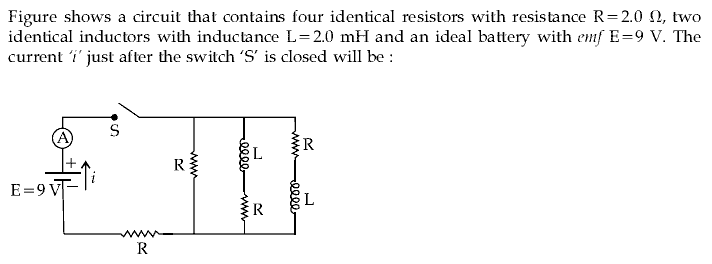 Figure shows a circuit that contains four identical resistors with resistance R=2.0 Ω, two
identical inductors with inductance L=2.0 mH and an ideal battery with emf E=9 V. The
current 'i' just after the switch 'S' is closed will be :
S
A
R
L
R
+
i
E=9 V
−
R
L
R